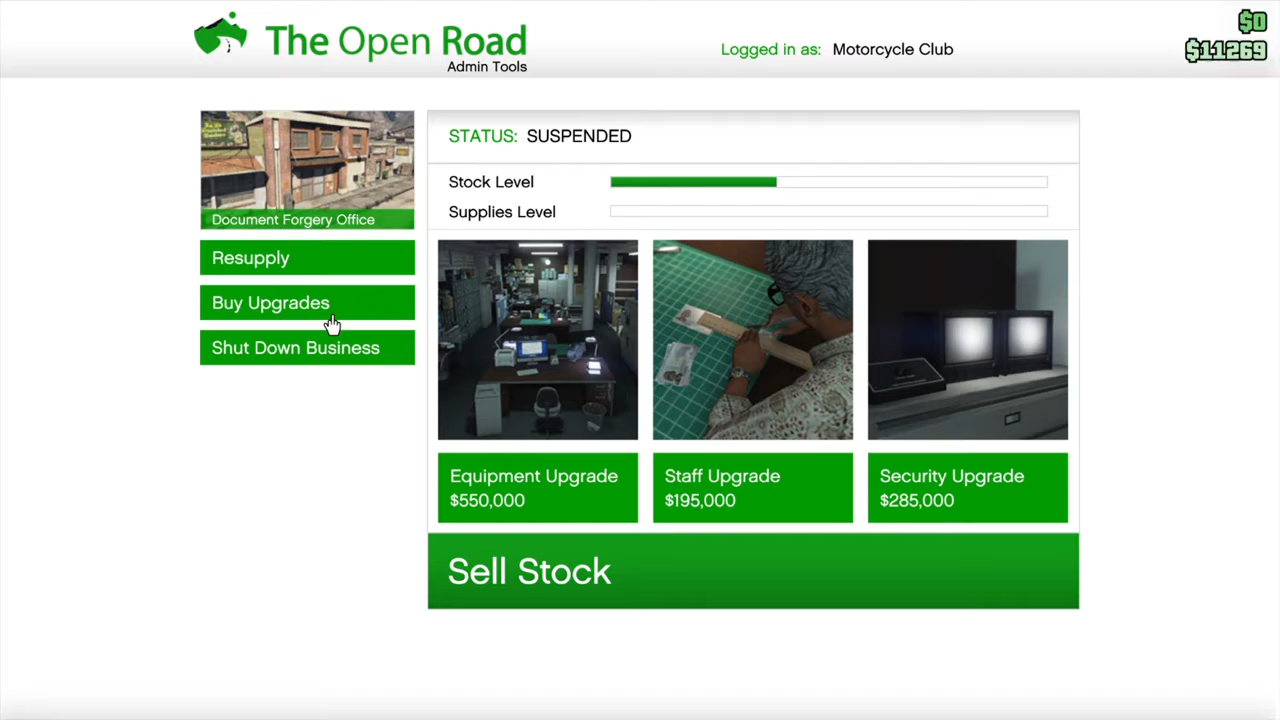 The Open Road
Admin Tools
Logged in as: Motorcycle Club
$0
$11269
Document Forgery Office
Resupply
Buy Upgrades
Shut Down Business
STATUS: SUSPENDED
Stock Level
Supplies Level
Equipment Upgrade
$550,000
Staff Upgrade
$195,000
Security Upgrade
$285,000
Sell Stock